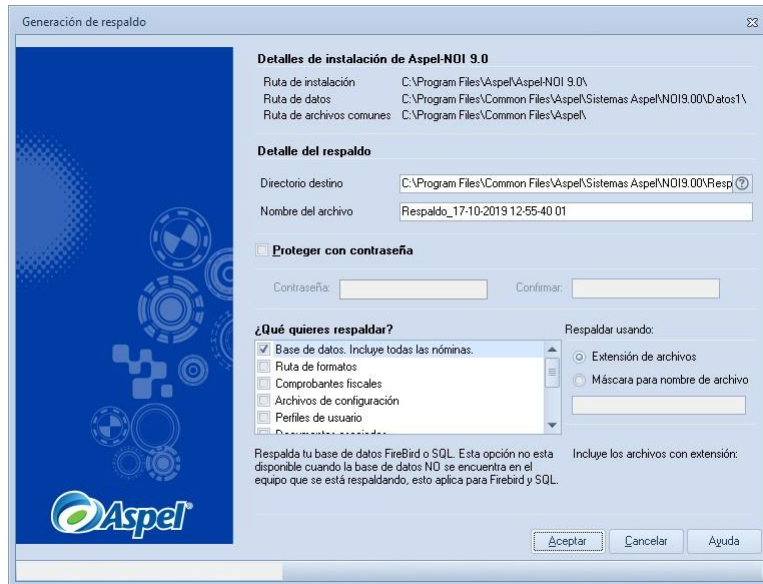 Generación de respaldo
Detalles de instalación de Aspel-NOI 9.0
Ruta de instalación C:\Program Files\Aspel\Aspel-NOI 9.0\
Ruta de datos C:\Program Files\Common Files\Aspel\Sistemas Aspel\NOI9.00\Datos1\
Ruta de archivos comunes C:\Program Files\Common Files\Aspel\
Detalle del respaldo
Directorio destino C:\Program Files\Common Files\Aspel\Sistemas Aspel\NOI9.00\Resp
Nombre del archivo Respaldo_17-10-2019 12-55-40 01
Proteger con contraseña
Contraseña: Confirmar:
¿Qué quieres respaldar? Respaldar usando:
Base de datos. Incluye todas las nóminas.
Ruta de formatos Extensión de archivos
Comprobantes fiscales Máscara para nombre de archivo
Archivos de configuración
Perfiles de usuario
Respalda tu base de datos FireBird o SQL. Esta opción no esta Incluye los archivos con extensión:
disponible cuando la base de datos NO se encuentra en el
equipo que se está respaldando, esto aplica para Firebird y SQL.
Aspel
Aceptar Cancelar Ayuda